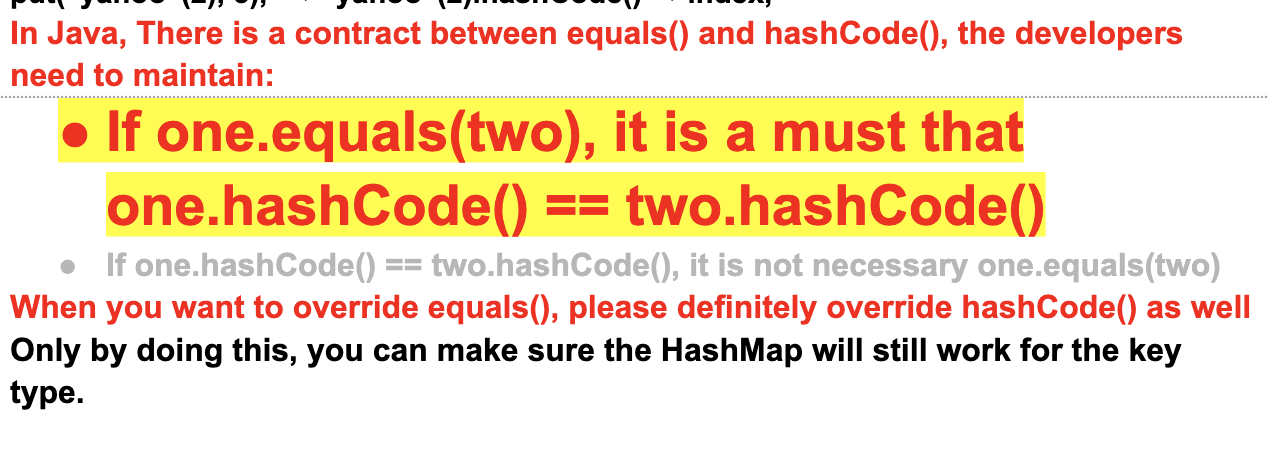 In Java, There is a contract between equals() and hashCode(), the developers
need to maintain:
● If one.equals(two), it is a must that
one.hashCode() == two.hashCode()
● If one.hashCode() == two.hashCode(), it is not necessary one.equals(two)
When you want to override equals(), please definitely override hashCode() as well
Only by doing this, you can make sure the HashMap will still work for the key
type.